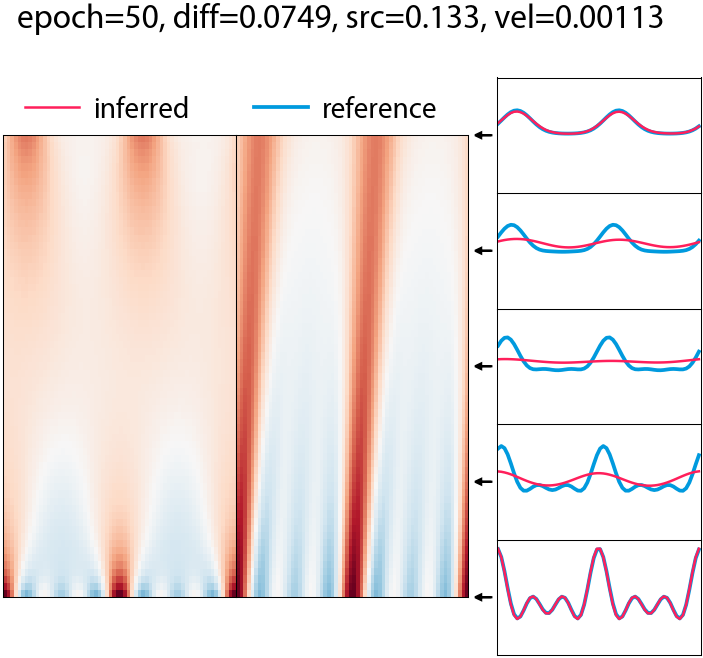 epoch=50, diff=0.0749, src=0.133, vel=0.00113
inferred reference